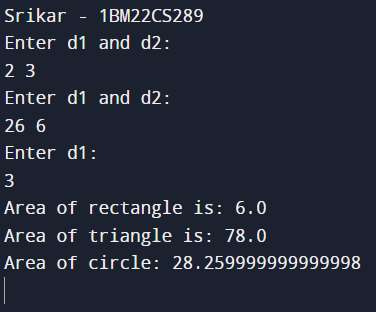 Srikar - 1BM22CS289
Enter d1 and d2:
2 3
Enter d1 and d2:
26 6
Enter d1:
3
Area of rectangle is: 6.0
Area of triangle is: 78.0
Area of circle: 28.259999999999998